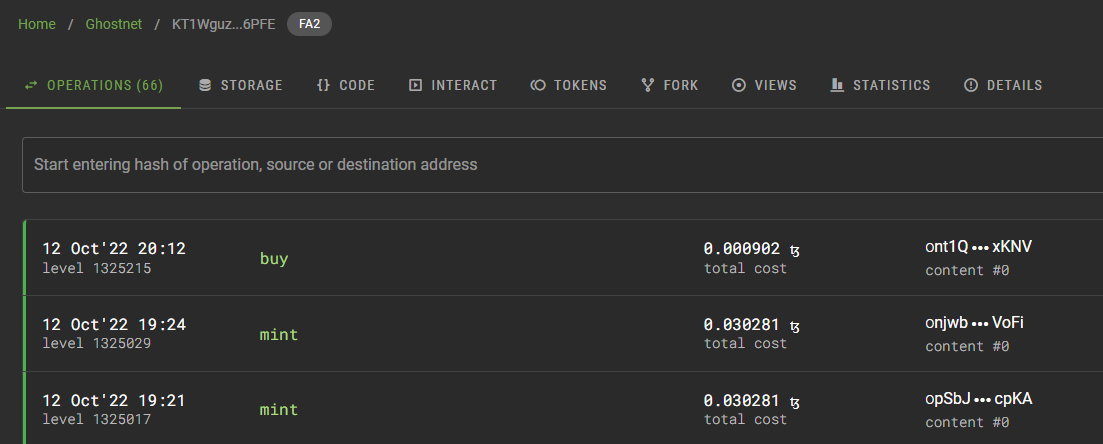 Home / Ghostnet / KT1Wguz...6PFE FA2
OPERATIONS (66) STORAGE {} CODE INTERACT TOKENS FORK VIEWS STATISTICS DETAILS
Start entering hash of operation, source or destination address
12 Oct'22 20:12 buy 0.000902 ꜩ ont1Q•••xKNV
level 1325215 total cost content #0
12 Oct'22 19:24 mint 0.030281 ꜩ onjwb•••VoFi
level 1325029 total cost content #0
12 Oct'22 19:21 mint 0.030281 ꜩ opSbJ•••cpKA
level 1325017 total cost content #0